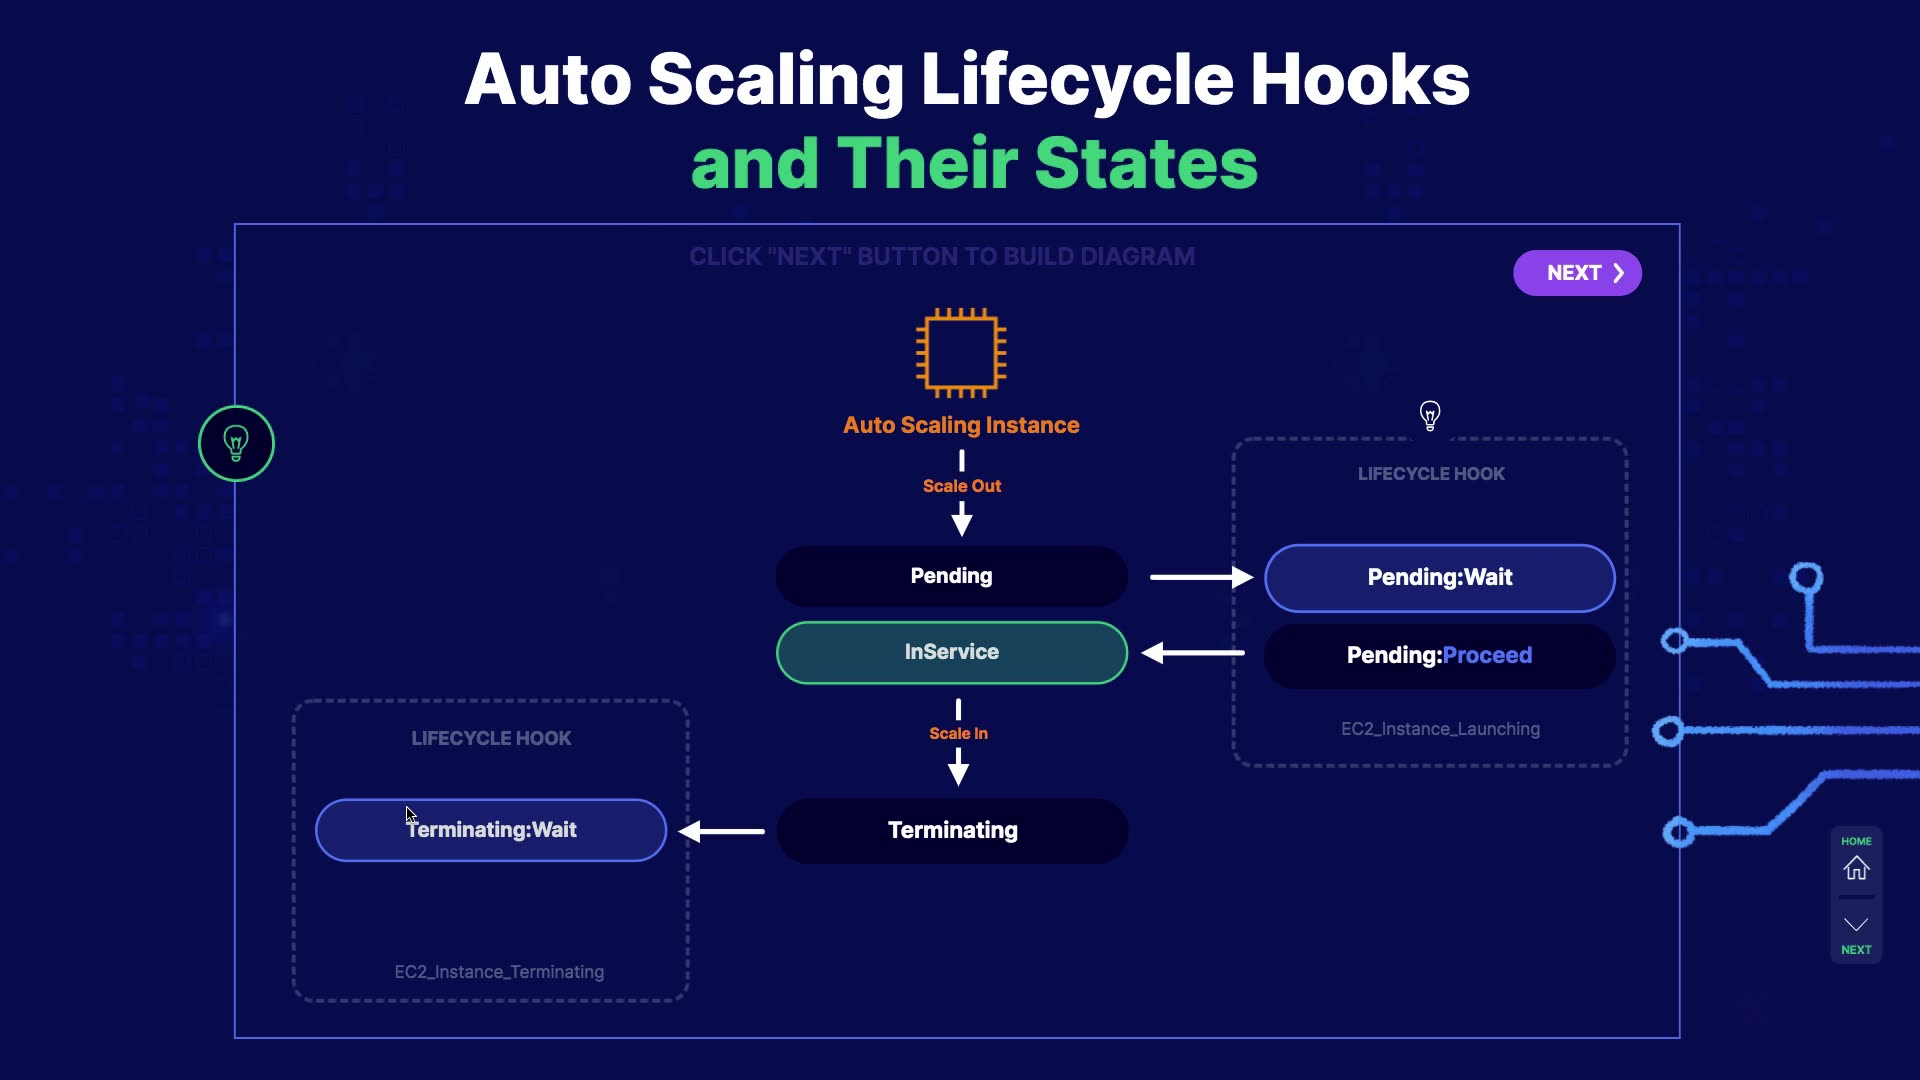 Auto Scaling Lifecycle Hooks
and Their States
CLICK "NEXT" BUTTON TO BUILD DIAGRAM
NEXT
Auto Scaling Instance
Scale Out
LIFECYCLE HOOK
Pending
Pending:Wait
InService
Pending:Proceed
EC2_Instance_Launching
Scale In
LIFECYCLE HOOK
Terminating:Wait
Terminating
EC2_Instance_Terminating
HOME
NEXT